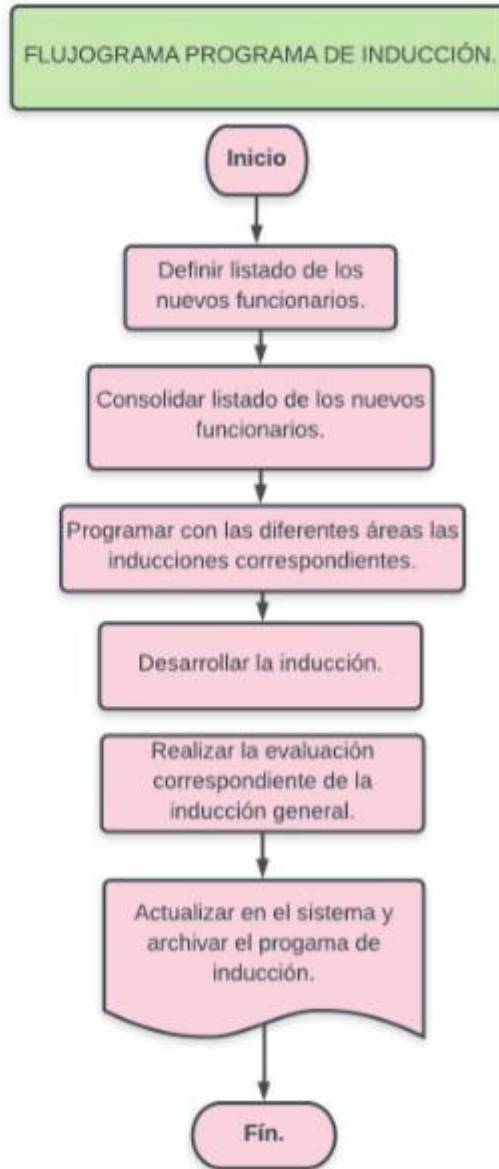 FLUJOGRAMA PROGRAMA DE INDUCCIÓN.
Inicio
Definir listado de los
nuevos funcionarios.
Consolidar listado de los nuevos
funcionarios.
Programar con las diferentes áreas las
inducciones correspondientes.
Desarrollar la inducción.
Realizar la evaluación
correspondiente de la
inducción general.
Actualizar en el sistema y
archivar el progama de
inducción.
Fín.